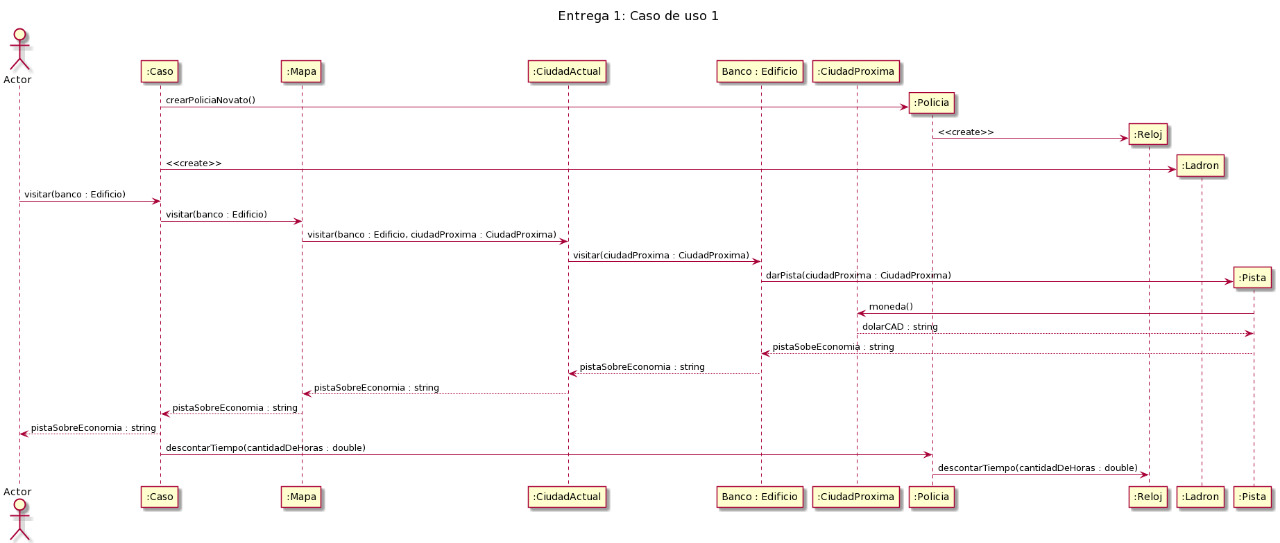 Entrega 1: Caso de uso 1
Actor
:Caso
:Mapa
:CiudadActual
Banco : Edificio
:CiudadProxima
crearPoliciaNovato()
:Policia
<<create>>
:Reloj
<<create>>
:Ladron
visitar(banco : Edificio)
visitar(banco : Edificio)
visitar(banco : Edificio, ciudadProxima : CiudadProxima)
visitar(ciudadProxima : CiudadProxima)
darPista(ciudadProxima : CiudadProxima)
:Pista
moneda()
dolarCAD : string
pistaSobeEconomia : string
pistaSobreEconomia : string
pistaSobreEconomia : string
pistaSobreEconomia : string
pistaSobreEconomia : string
descontarTiempo(cantidadDeHoras : double)
descontarTiempo(cantidadDeHoras : double)
Actor
:Caso
:Mapa
:CiudadActual
Banco : Edificio
:CiudadProxima
:Policia
:Reloj
:Ladron
:Pista